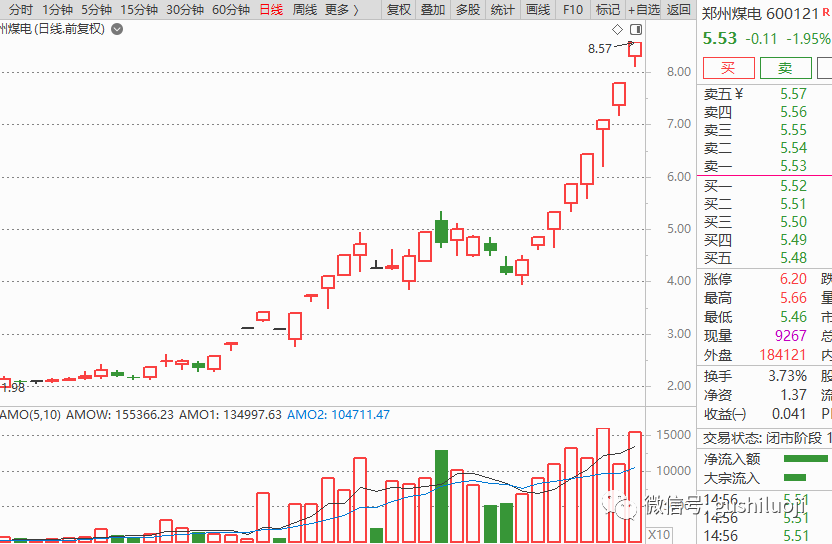 分时 1分钟 5分钟 15分钟 30分钟 60分钟 日线 周线 更多 〉 复权 叠加 多股 统计 画线 F10 标记 +自选 返回
州煤电 (日线.前复权)
8.57
8.00
7.00
6.00
5.00
4.00
3.00
2.00
1.98
AMO(5,10) AMOW: 155366.23 AMO1: 134997.63 AMO2: 104711.47
15000
10000
X10
郑州煤电 600121 R
5.53 -0.11 -1.95%
买 卖
卖五 ¥ 5.57
卖四 5.56
卖三 5.55
卖二 5.54
卖一 5.53
买一 5.52
买二 5.51
买三 5.50
买四 5.49
买五 5.48
涨停 6.20 跌
最高 5.66 量
最低 5.46 市
现量 9267 总
外盘 184121 内
换手 3.73% 股
净资 1.37 流
收益(一) 0.041 P
交易状态: 闭市阶段 1
净流入额
大宗流入
14:56 5.51
14:56 5.51
14:56 5.51
微信号: gushilupji